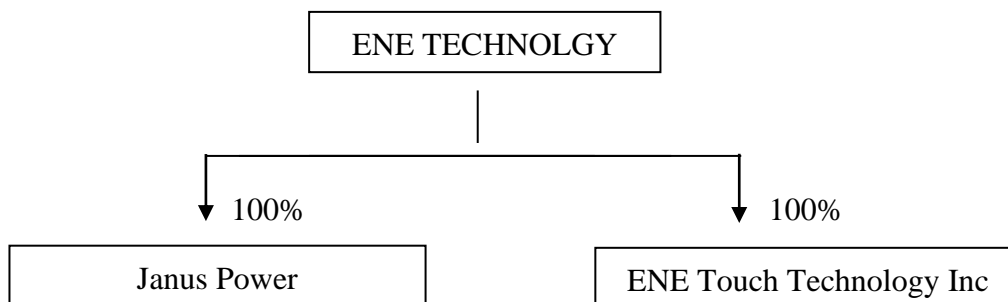 ENE TECHNOLGY
100%
100%
Janus Power
ENE Touch Technology Inc